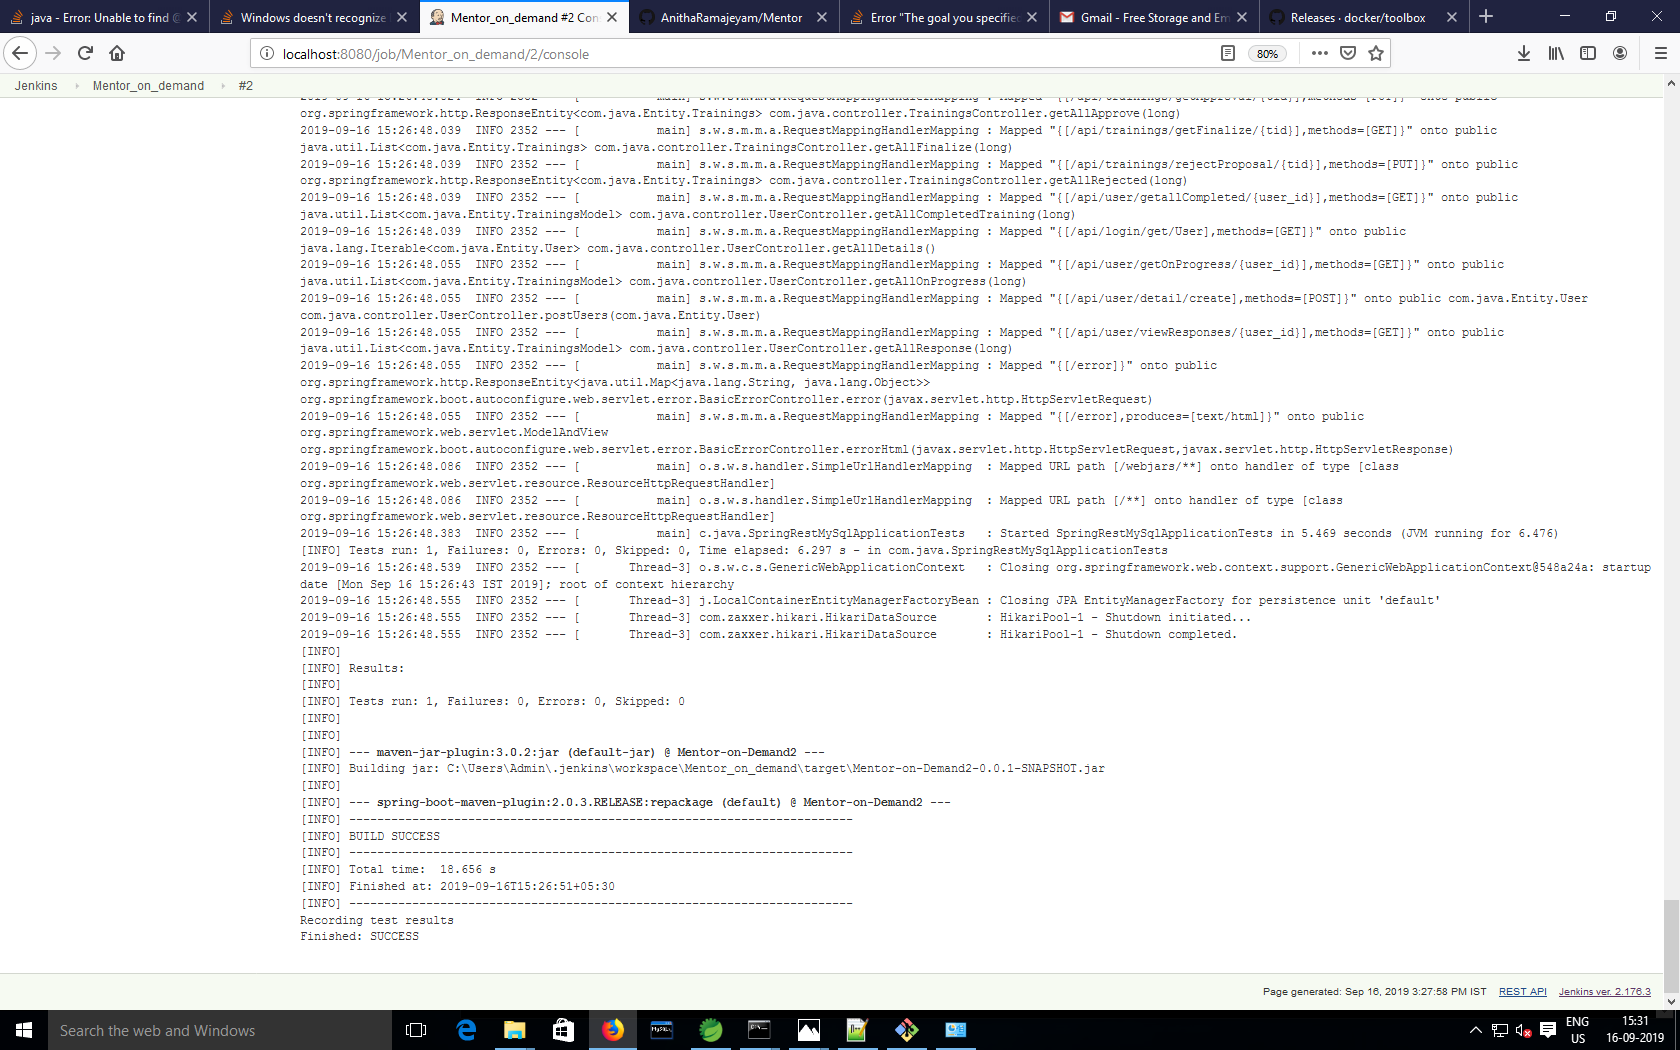 java - Error: Unable to find @
Windows doesn't recognize
Mentor_on_demand #2 Con
AnithaRamajeyam/Mentor
Error "The goal you specified
Gmail - Free Storage and Em
Releases · docker/toolbox
localhost:8080/job/Mentor_on_demand/2/console
80%
Jenkins Mentor_on_demand #2
org.springframework.http.ResponseEntity<com.java.Entity.Trainings> com.java.controller.TrainingsController.getAllApprove(long)
2019-09-16 15:26:48.039  INFO 2352 --- [           main] s.w.s.m.m.a.RequestMappingHandlerMapping : Mapped "{[/api/trainings/getFinalize/{tid}],methods=[GET]}" onto public
java.util.List<com.java.Entity.Trainings> com.java.controller.TrainingsController.getAllFinalize(long)
2019-09-16 15:26:48.039  INFO 2352 --- [           main] s.w.s.m.m.a.RequestMappingHandlerMapping : Mapped "{[/api/trainings/rejectProposal/{tid}],methods=[PUT]}" onto public
org.springframework.http.ResponseEntity<com.java.Entity.Trainings> com.java.controller.TrainingsController.getAllRejected(long)
2019-09-16 15:26:48.039  INFO 2352 --- [           main] s.w.s.m.m.a.RequestMappingHandlerMapping : Mapped "{[/api/user/getallCompleted/{user_id}],methods=[GET]}" onto public
java.util.List<com.java.Entity.TrainingsModel> com.java.controller.UserController.getAllCompletedTraining(long)
2019-09-16 15:26:48.039  INFO 2352 --- [           main] s.w.s.m.m.a.RequestMappingHandlerMapping : Mapped "{[/api/login/get/User],methods=[GET]}" onto public
java.lang.Iterable<com.java.Entity.User> com.java.controller.UserController.getAllDetails()
2019-09-16 15:26:48.055  INFO 2352 --- [           main] s.w.s.m.m.a.RequestMappingHandlerMapping : Mapped "{[/api/user/getOnProgress/{user_id}],methods=[GET]}" onto public
java.util.List<com.java.Entity.TrainingsModel> com.java.controller.UserController.getAllOnProgress(long)
2019-09-16 15:26:48.055  INFO 2352 --- [           main] s.w.s.m.m.a.RequestMappingHandlerMapping : Mapped "{[/api/user/detail/create],methods=[POST]}" onto public com.java.Entity.User
com.java.controller.UserController.postUsers(com.java.Entity.User)
2019-09-16 15:26:48.055  INFO 2352 --- [           main] s.w.s.m.m.a.RequestMappingHandlerMapping : Mapped "{[/api/user/viewResponses/{user_id}],methods=[GET]}" onto public
java.util.List<com.java.Entity.TrainingsModel> com.java.controller.UserController.getAllResponse(long)
2019-09-16 15:26:48.055  INFO 2352 --- [           main] s.w.s.m.m.a.RequestMappingHandlerMapping : Mapped "{[/error]}" onto public
org.springframework.http.ResponseEntity<java.util.Map<java.lang.String, java.lang.Object>>
org.springframework.boot.autoconfigure.web.servlet.error.BasicErrorController.error(javax.servlet.http.HttpServletRequest)
2019-09-16 15:26:48.055  INFO 2352 --- [           main] s.w.s.m.m.a.RequestMappingHandlerMapping : Mapped "{[/error],produces=[text/html]}" onto public
org.springframework.web.servlet.ModelAndView
org.springframework.boot.autoconfigure.web.servlet.error.BasicErrorController.errorHtml(javax.servlet.http.HttpServletRequest,javax.servlet.http.HttpServletResponse)
2019-09-16 15:26:48.086  INFO 2352 --- [           main] o.s.w.s.handler.SimpleUrlHandlerMapping  : Mapped URL path [/webjars/**] onto handler of type [class
org.springframework.web.servlet.resource.ResourceHttpRequestHandler]
2019-09-16 15:26:48.086  INFO 2352 --- [           main] o.s.w.s.handler.SimpleUrlHandlerMapping  : Mapped URL path [/**] onto handler of type [class
org.springframework.web.servlet.resource.ResourceHttpRequestHandler]
2019-09-16 15:26:48.383  INFO 2352 --- [           main] c.java.SpringRestMySqlApplicationTests   : Started SpringRestMySqlApplicationTests in 5.469 seconds (JVM running for 6.476)
[INFO] Tests run: 1, Failures: 0, Errors: 0, Skipped: 0, Time elapsed: 6.297 s - in com.java.SpringRestMySqlApplicationTests
2019-09-16 15:26:48.539  INFO 2352 --- [       Thread-3] o.s.w.c.s.GenericWebApplicationContext   : Closing org.springframework.web.context.support.GenericWebApplicationContext@548a24a: startup
date [Mon Sep 16 15:26:43 IST 2019]; root of context hierarchy
2019-09-16 15:26:48.555  INFO 2352 --- [       Thread-3] j.LocalContainerEntityManagerFactoryBean : Closing JPA EntityManagerFactory for persistence unit 'default'
2019-09-16 15:26:48.555  INFO 2352 --- [       Thread-3] com.zaxxer.hikari.HikariDataSource       : HikariPool-1 - Shutdown initiated...
2019-09-16 15:26:48.555  INFO 2352 --- [       Thread-3] com.zaxxer.hikari.HikariDataSource       : HikariPool-1 - Shutdown completed.
[INFO]
[INFO] Results:
[INFO]
[INFO] Tests run: 1, Failures: 0, Errors: 0, Skipped: 0
[INFO]
[INFO]
[INFO] --- maven-jar-plugin:3.0.2:jar (default-jar) @ Mentor-on-Demand2 ---
[INFO] Building jar: C:\Users\Admin\.jenkins\workspace\Mentor_on_demand\target\Mentor-on-Demand2-0.0.1-SNAPSHOT.jar
[INFO]
[INFO] --- spring-boot-maven-plugin:2.0.3.RELEASE:repackage (default) @ Mentor-on-Demand2 ---
[INFO] ------------------------------------------------------------------------
[INFO] BUILD SUCCESS
[INFO] ------------------------------------------------------------------------
[INFO] Total time:  18.656 s
[INFO] Finished at: 2019-09-16T15:26:51+05:30
[INFO] ------------------------------------------------------------------------
Recording test results
Finished: SUCCESS
Page generated: Sep 16, 2019 3:27:58 PM IST REST API Jenkins ver. 2.176.3
Search the web and Windows
ENG
US
15:31
16-09-2019